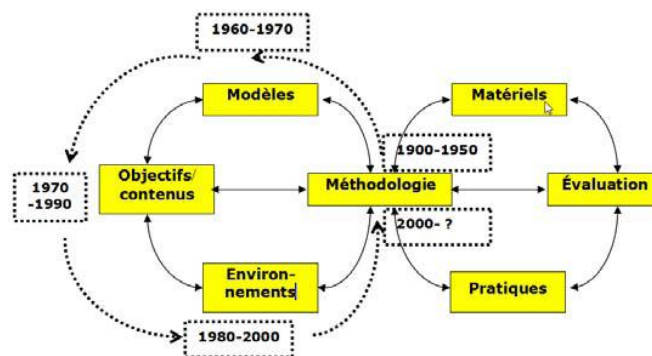 1960-1970
Modèles
Matériels
1900-1950
Objectifs/
contenus
Méthodologie
Évaluation
1970
-1990
2000- ?
Environ-
nements
Pratiques
1980-2000